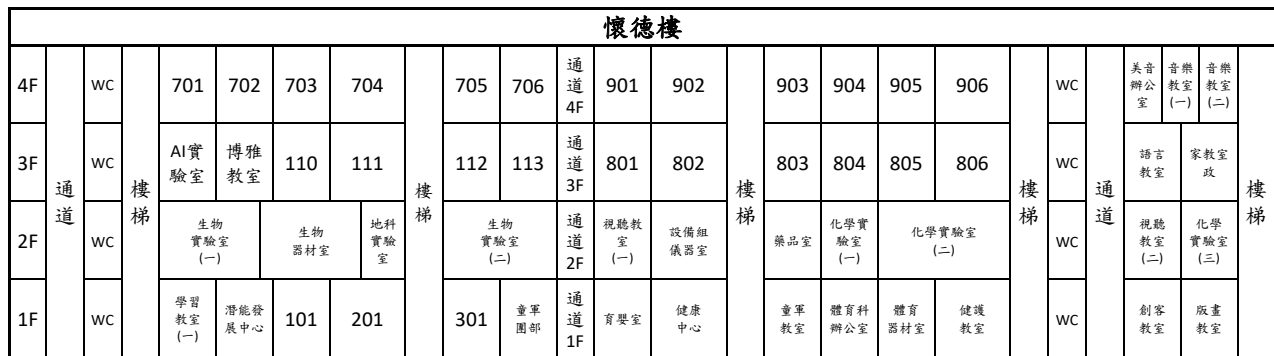 懷德樓
4F WC 701 702 703 704 705 706 通道4F 901 902 903 904 905 906 WC 美音辦公室 音樂教室(一) 音樂教室(二)
3F 通道 WC 樓梯 AI實驗室 博雅教室 110 111 樓梯 112 113 通道3F 801 802 樓梯 803 804 805 806 樓梯 WC 通道 語言教室 家教室政 樓梯
2F WC 生物實驗室(一) 生物器材室 地科實驗室 生物實驗室(二) 通道2F 視聽教室(一) 設備組儀器室 藥品室 化學實驗室(一) 化學實驗室(二) WC 視聽教室(二) 化學實驗室(三)
1F WC 學習教室(一) 潛能發展中心 101 201 301 童軍團部 通道1F 育嬰室 健康中心 童軍教室 體育科辦公室 體育器材室 健護教室 WC 創客教室 版畫教室